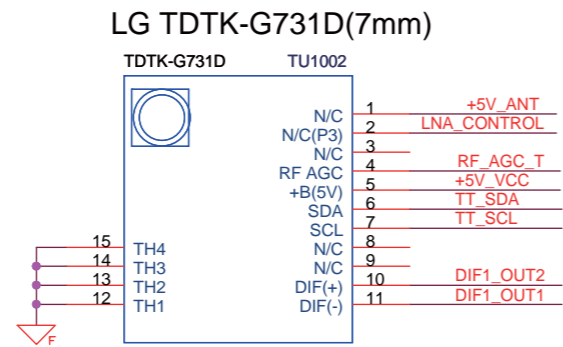 LG TDTK-G731D(7mm)
TDTK-G731D TU1002
N/C 1 +5V_ANT
N/C(P3) 2 LNA_CONTROL
N/C 3
RF AGC 4 RF_AGC_T
+B(5V) 5 +5V_VCC
SDA 6 TT_SDA
SCL 7 TT_SCL
15 TH4 N/C 8
14 TH3 N/C 9
13 TH2 DIF(+) 10 DIF1_OUT2
12 TH1 DIF(-) 11 DIF1_OUT1
F